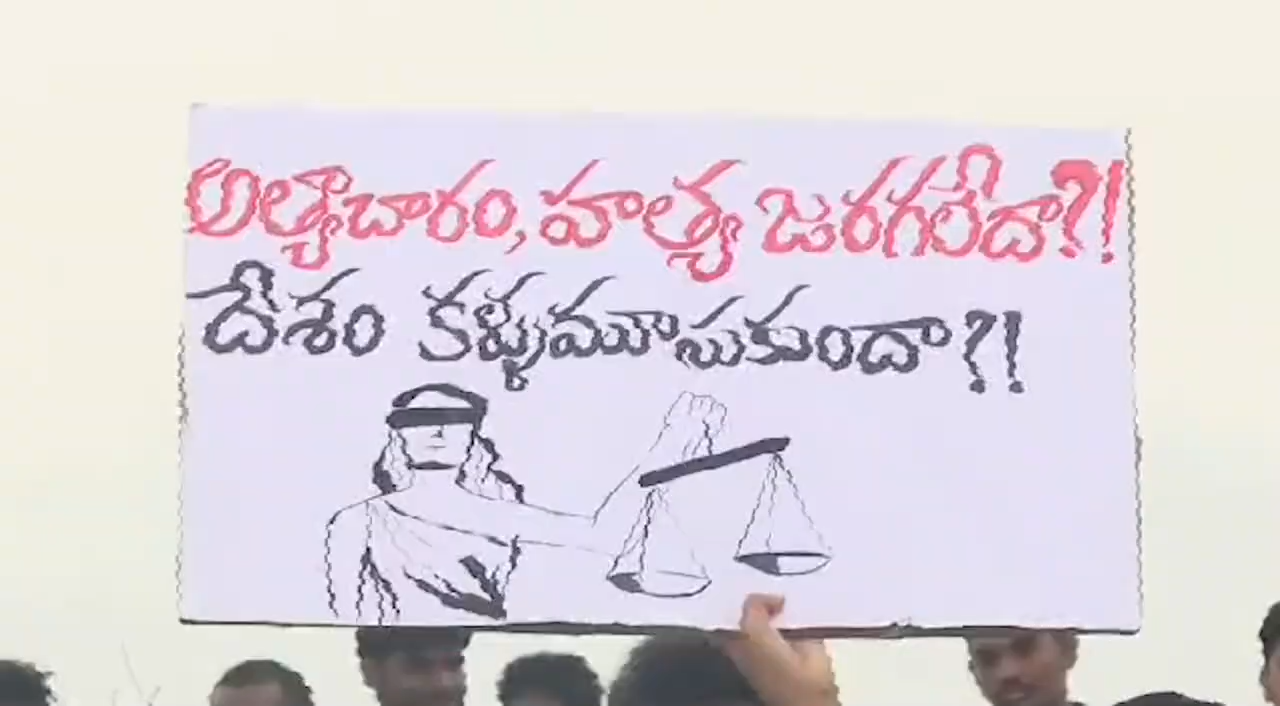 అత్యాచారం, హత్య జరగలేదా?!
దేశం కళ్ళుమూసుకుందా?!